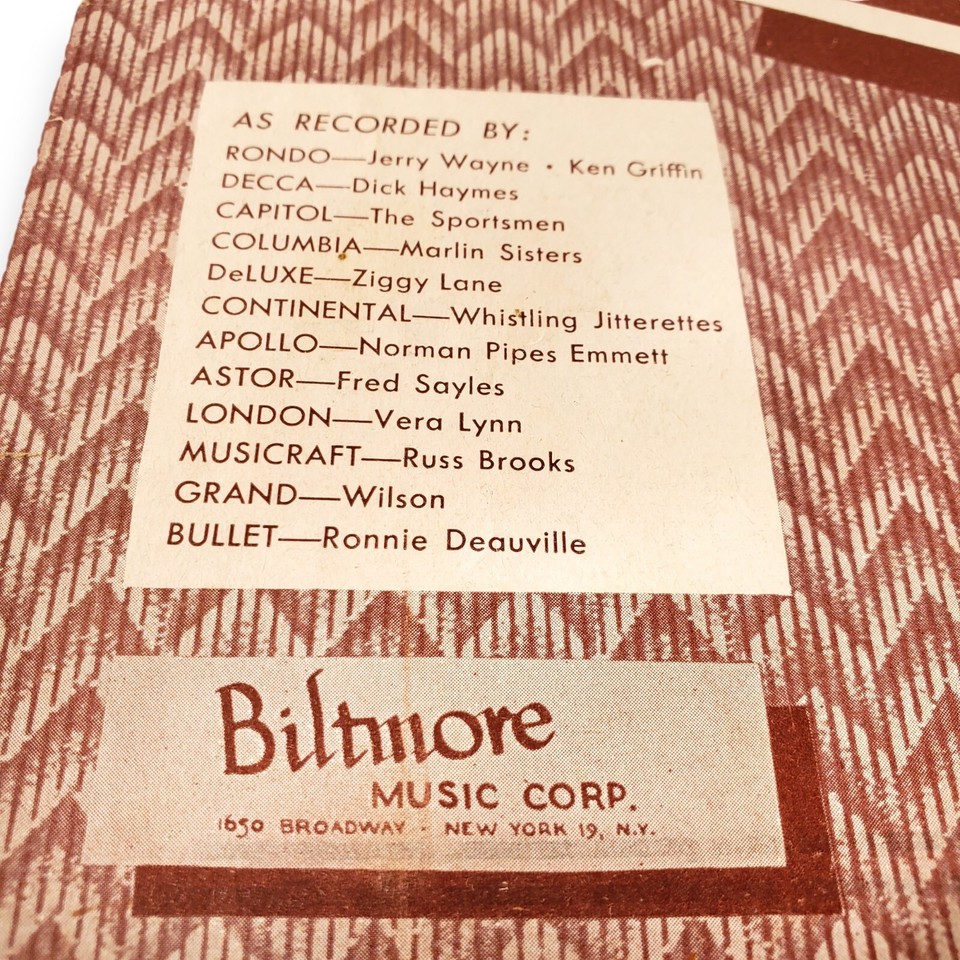 AS RECORDED BY:
RONDO—Jerry Wayne • Ken Griffin
DECCA—Dick Haymes
CAPITOL—The Sportsmen
COLUMBIA—Marlin Sisters
DeLUXE—Ziggy Lane
CONTINENTAL—Whistling Jitterettes
APOLLO—Norman Pipes Emmett
ASTOR—Fred Sayles
LONDON—Vera Lynn
MUSICRAFT—Russ Brooks
GRAND—Wilson
BULLET—Ronnie Deauville
Biltmore
MUSIC CORP.
1650 BROADWAY • NEW YORK 19, N.Y.